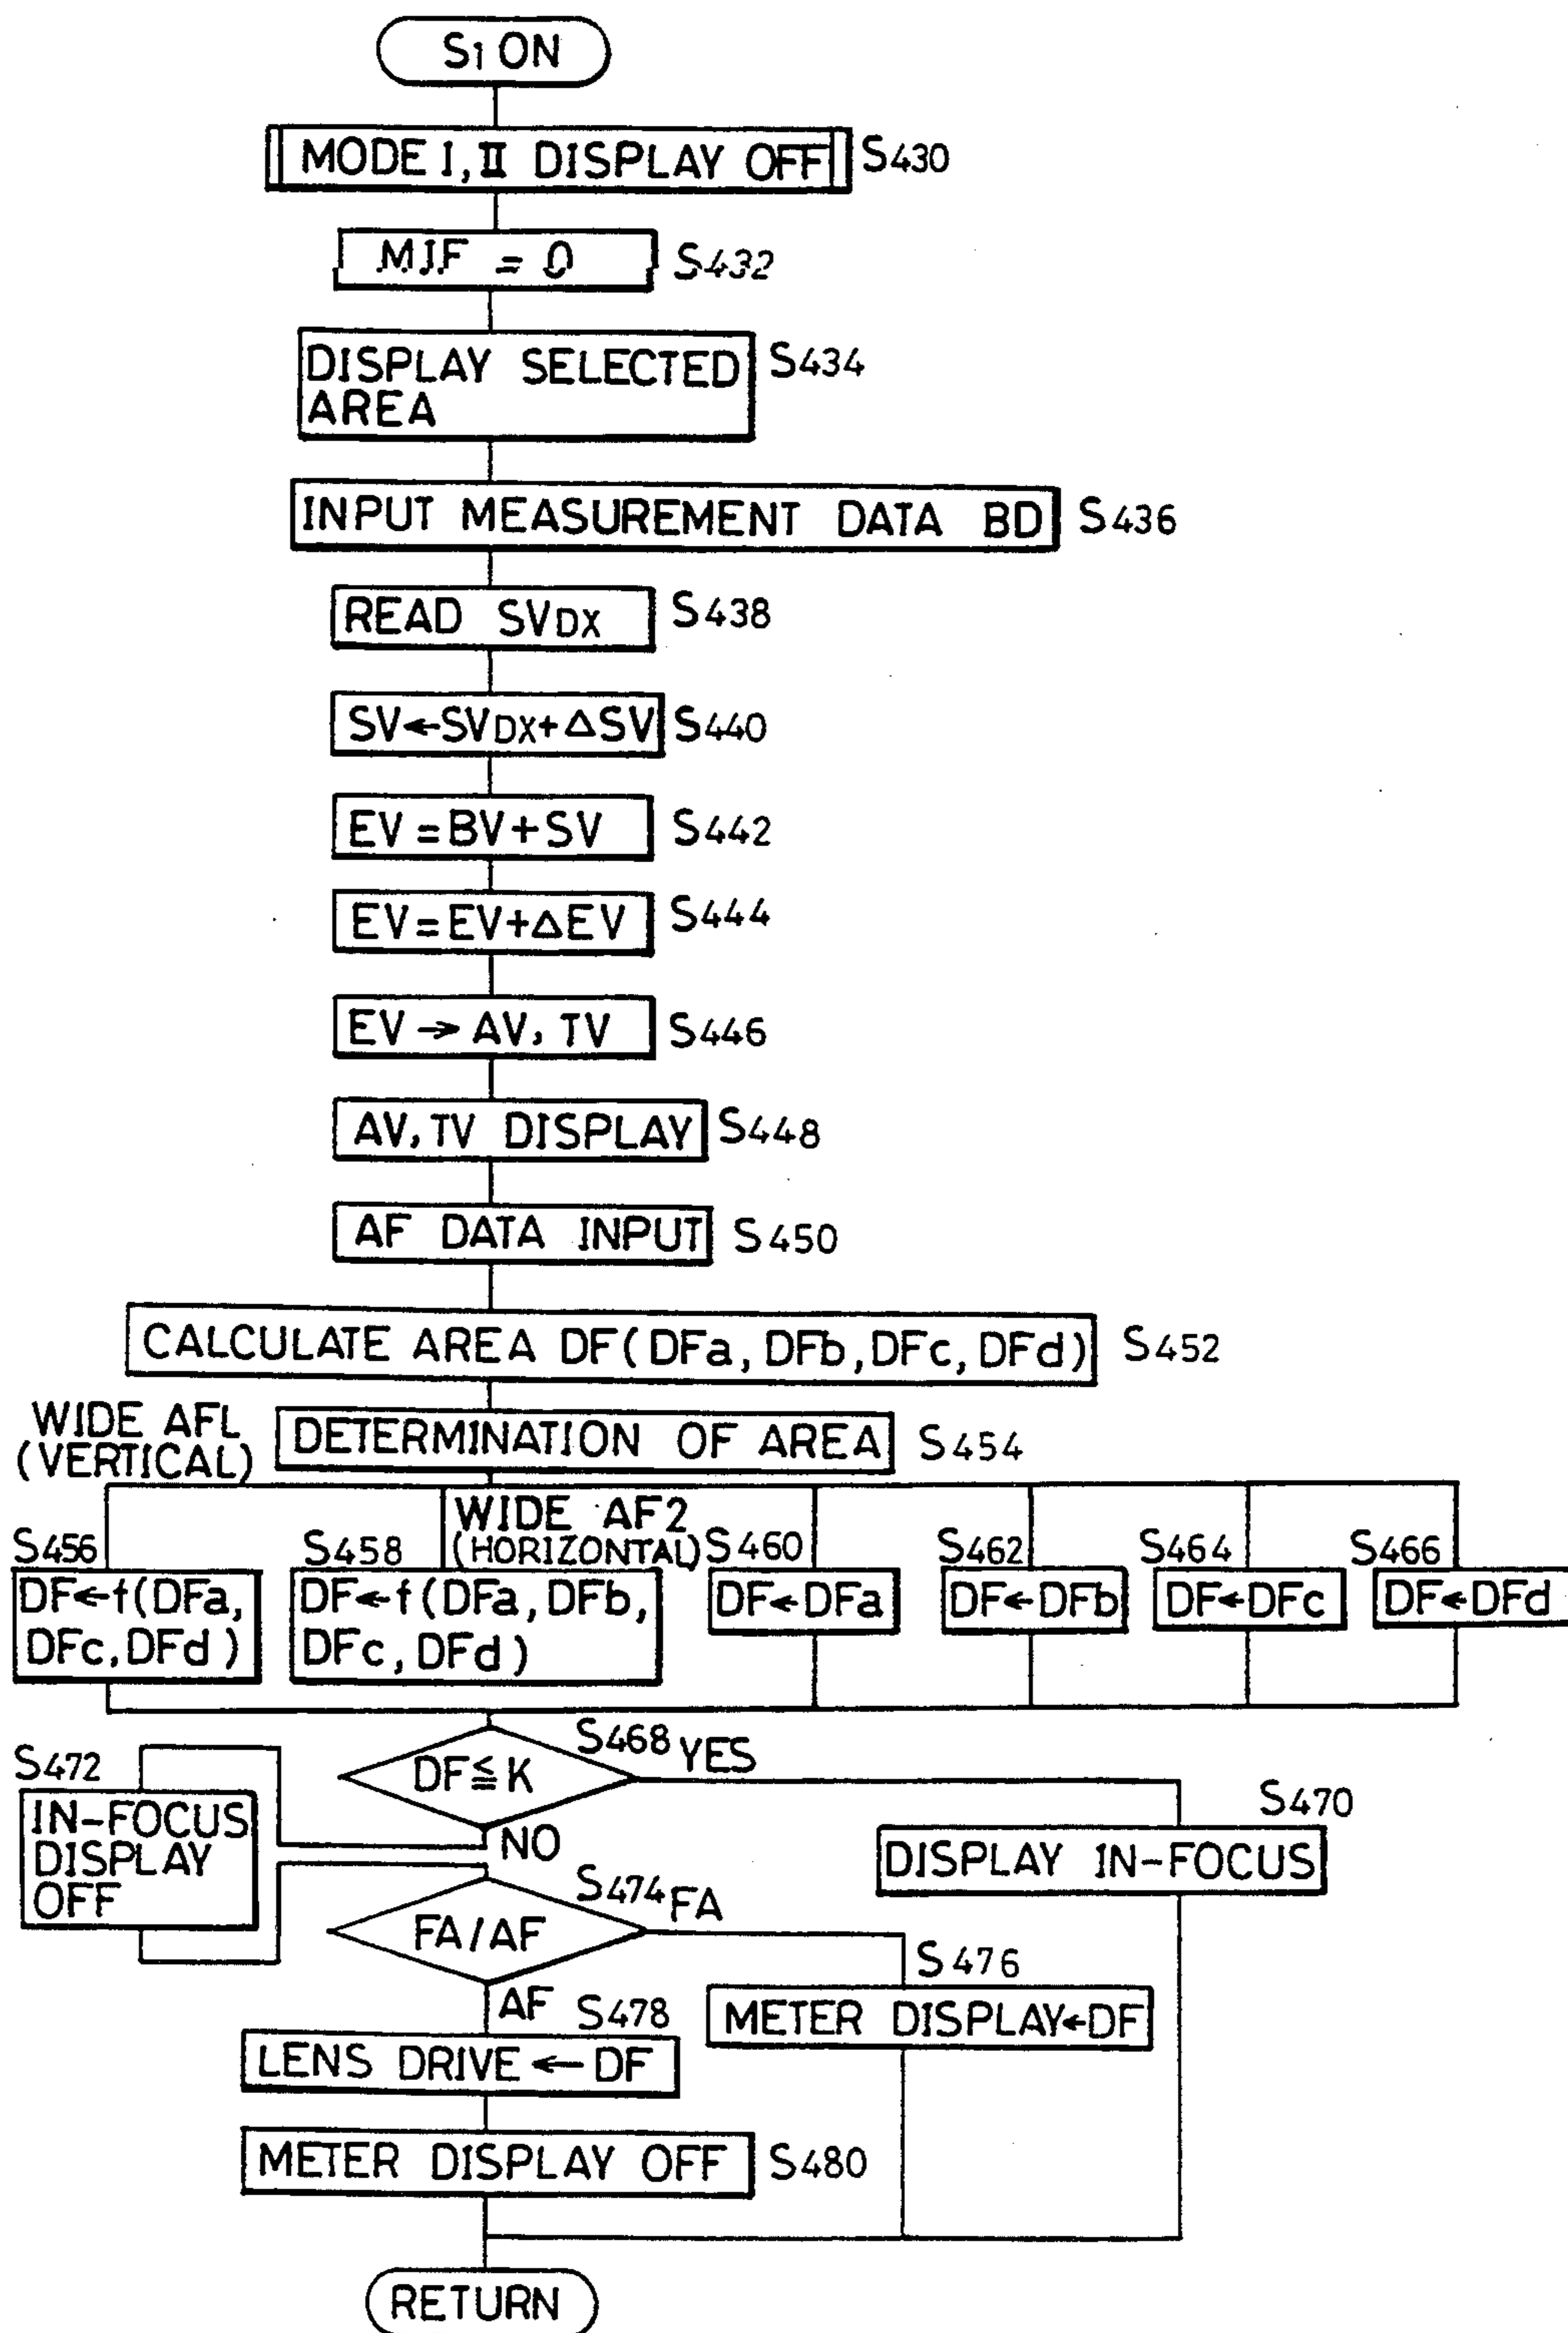 S1 ON
MODE I, II DISPLAY OFF S430
M.I.F = 0 S432
DISPLAY SELECTED S434
AREA
INPUT MEASUREMENT DATA BD S436
READ SVDX S438
SV←SVDX+ΔSV S440
EV=BV+SV S442
EV=EV+ΔEV S444
EV→AV, TV S446
AV, TV DISPLAY S448
AF DATA INPUT S450
CALCULATE AREA DF(DFa, DFb, DFc, DFd) S452
WIDE AFL
(VERTICAL)
DETERMINATION OF AREA S454
WIDE AF2
(HORIZONTAL)
S456
DF←f(DFa,
DFc, DFd)
S458
DF←f(DFa, DFb,
DFc, DFd)
S460
DF←DFa
S462
DF←DFb
S464
DF←DFc
S466
DF←DFd
S468 YES
DF≦K
NO
S472
IN-FOCUS
DISPLAY
OFF
S470
DISPLAY IN-FOCUS
S474 FA
FA/AF
AF
S476
METER DISPLAY←DF
S478
LENS DRIVE ← DF
METER DISPLAY OFF S480
RETURN